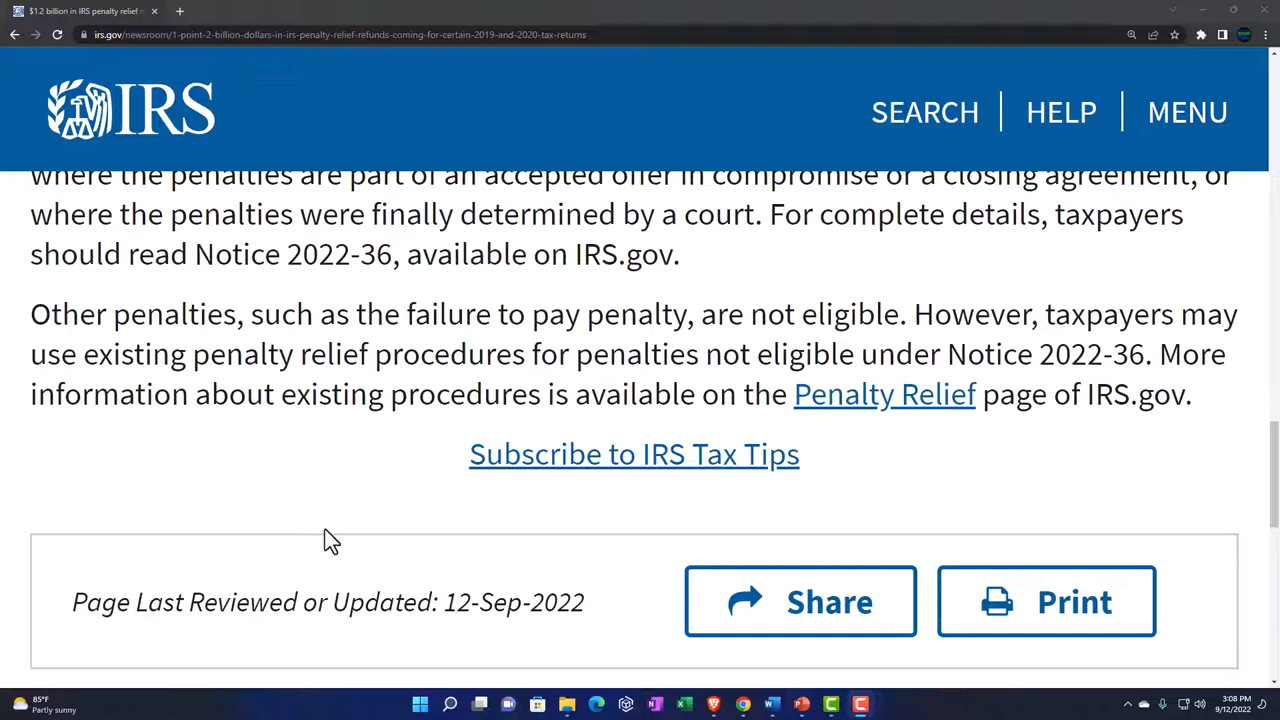 $1.2 billion in IRS penalty relief r
irs.gov/newsroom/1-point-2-billion-dollars-in-irs-penalty-relief-refunds-coming-for-certain-2019-and-2020-tax-returns
IRS
SEARCH HELP MENU
where the penalties are part of an accepted offer in compromise or a closing agreement, or
where the penalties were finally determined by a court. For complete details, taxpayers
should read Notice 2022-36, available on IRS.gov.
Other penalties, such as the failure to pay penalty, are not eligible. However, taxpayers may
use existing penalty relief procedures for penalties not eligible under Notice 2022-36. More
information about existing procedures is available on the Penalty Relief page of IRS.gov.
Subscribe to IRS Tax Tips
Page Last Reviewed or Updated: 12-Sep-2022
Share
Print
85°F
Partly sunny
3:08 PM
9/12/2022